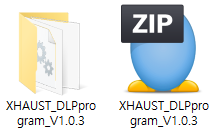 ZIP
XHAUST_DLPpro
gram_V1.0.3
XHAUST_DLPpro
gram_V1.0.3